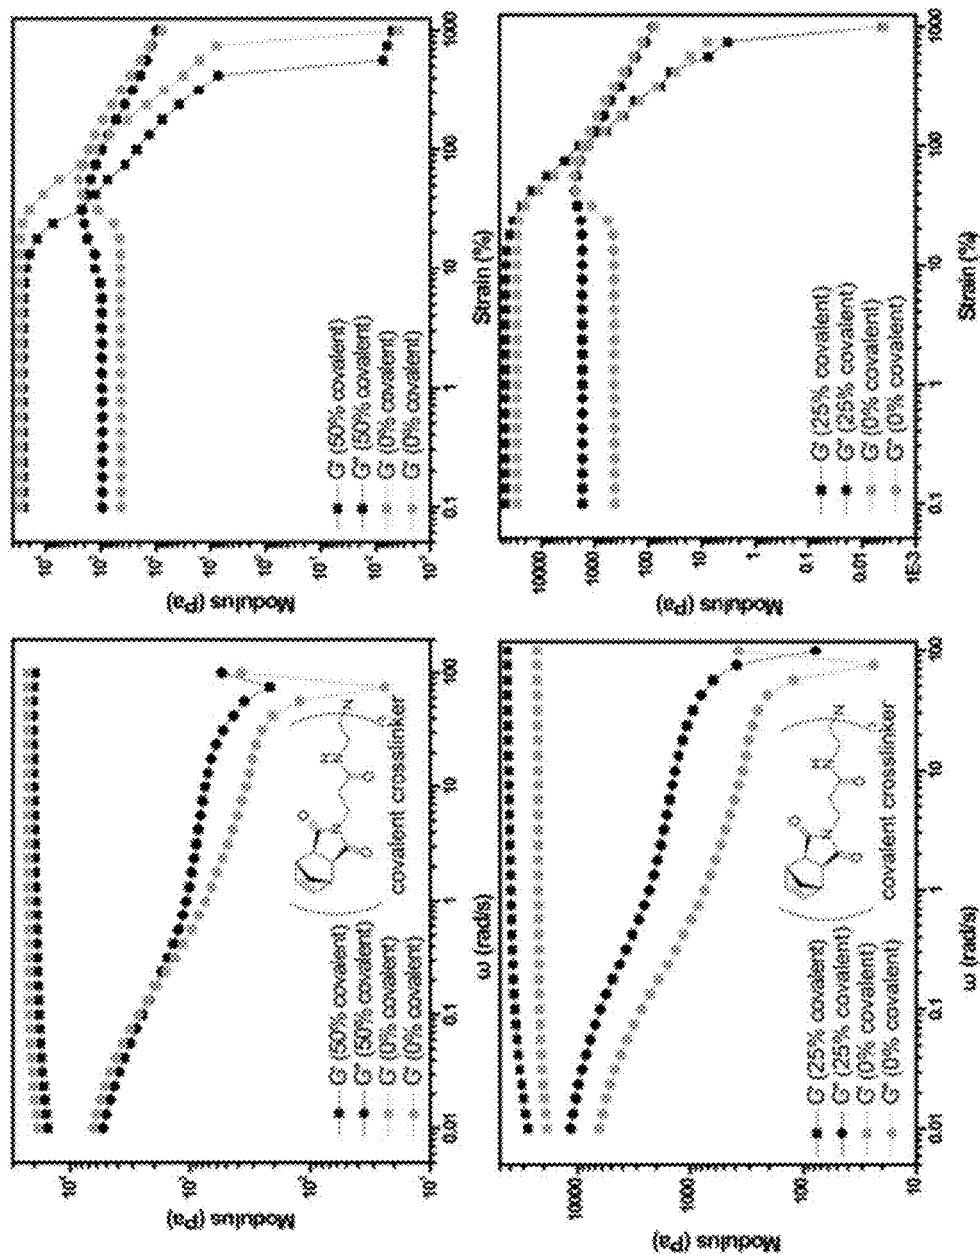 Modulus (Pa)
G' (50% covalent)
G'' (50% covalent)
G' (0% covalent)
G'' (0% covalent)
covalent crosslinker
0.01 0.1 1 10 100
ω (rad/s)
Modulus (Pa)
G' (50% covalent)
G'' (50% covalent)
G' (0% covalent)
G'' (0% covalent)
0.1 1 10 100 1000
Strain (%)
Modulus (Pa)
10000
1000
100
10
G' (25% covalent)
G'' (25% covalent)
G' (0% covalent)
G'' (0% covalent)
covalent crosslinker
0.01 0.1 1 10 100
ω (rad/s)
Modulus (Pa)
10000
1000
100
10
1
0.1
0.01
1E-3
G' (25% covalent)
G'' (25% covalent)
G' (0% covalent)
G'' (0% covalent)
0.1 1 10 100 1000
Strain (%)